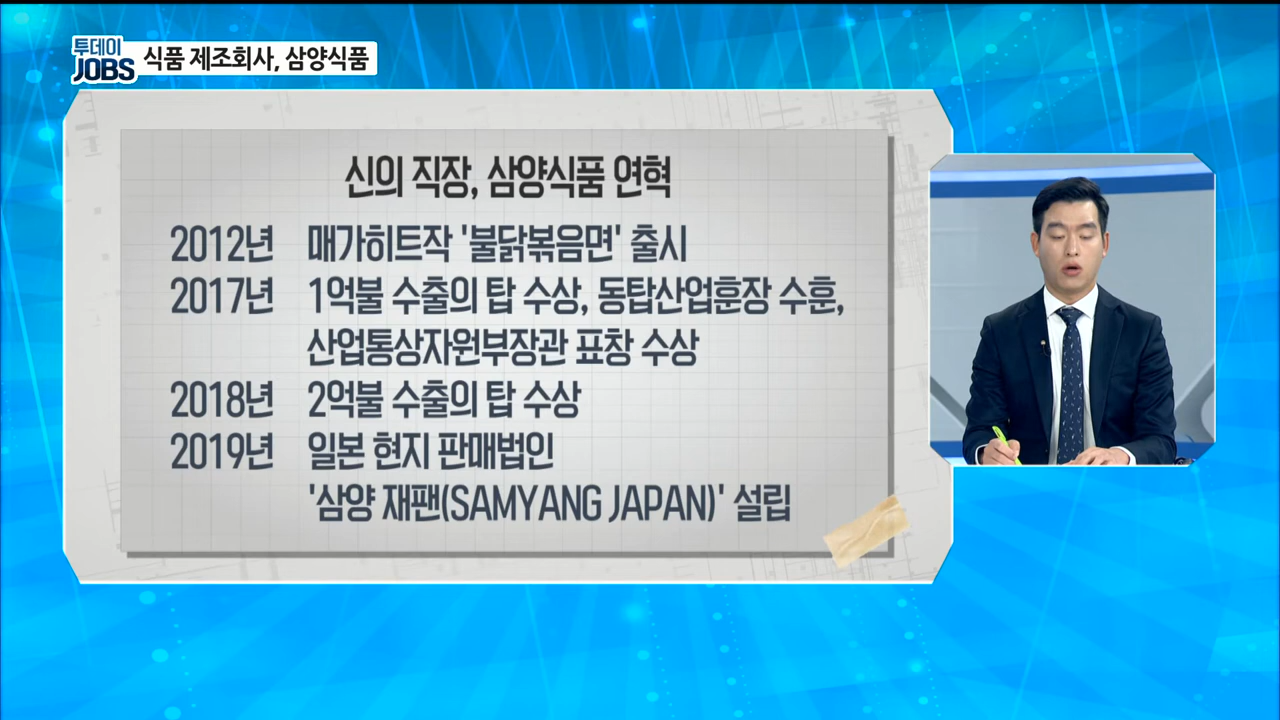 투데이
JOBS
식품 제조회사, 삼양식품
신의 직장, 삼양식품 연혁
2012년 매가히트작 '불닭볶음면' 출시
2017년 1억불 수출의 탑 수상, 동탑산업훈장 수훈,
산업통상자원부장관 표창 수상
2018년 2억불 수출의 탑 수상
2019년 일본 현지 판매법인
'삼양 재팬(SAMYANG JAPAN)' 설립